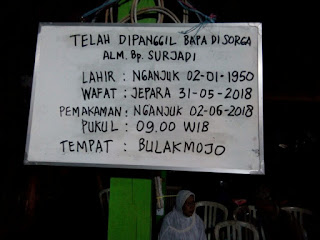 TELAH DIPANGGIL BAPA DI SORGA
ALM. Bp. SURJADI
LAHIR : NGANJUK 02-01-1950
WAFAT : JEPARA 31-05-2018
PEMAKAMAN : NGANJUK 02-06-2018
PUKUL : 09.00 WIB
TEMPAT : BULAKMOJO